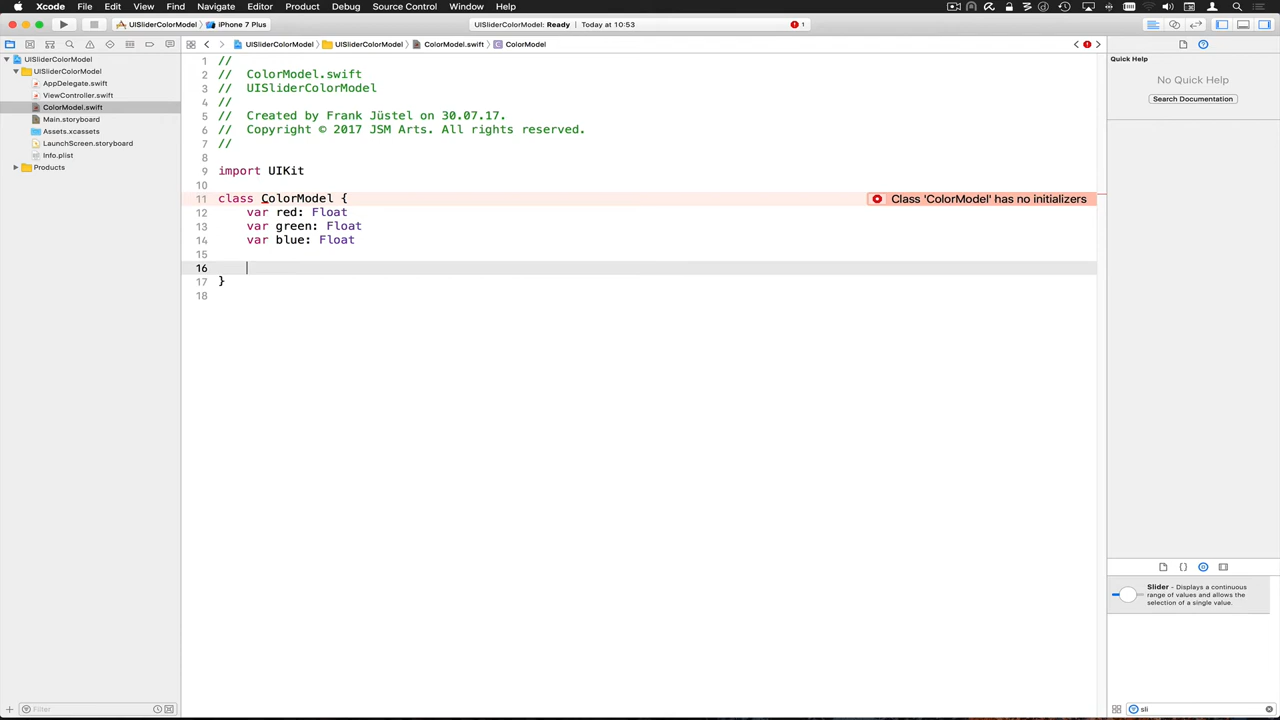 Xcode File Edit View Find Navigate Editor Product Debug Source Control Window Help
UISliderColorModel iPhone 7 Plus
UISliderColorModel: Ready Today at 10:53
1
UISliderColorModel UISliderColorModel ColorModel.swift C ColorModel
UISliderColorModel
UISliderColorModel
AppDelegate.swift
ViewController.swift
ColorModel.swift
Main.storyboard
Assets.xcassets
LaunchScreen.storyboard
Info.plist
Products
1 //
2 // ColorModel.swift
3 // UISliderColorModel
4 //
5 // Created by Frank Jüstel on 30.07.17.
6 // Copyright © 2017 JSM Arts. All rights reserved.
7 //
8
9 import UIKit
10
11 class ColorModel {
Class 'ColorModel' has no initializers
12 var red: Float
13 var green: Float
14 var blue: Float
15
16
17 }
18
Quick Help
No Quick Help
Search Documentation
Slider - Displays a continuous
range of values and allows the
selection of a single value.
Filter
sli